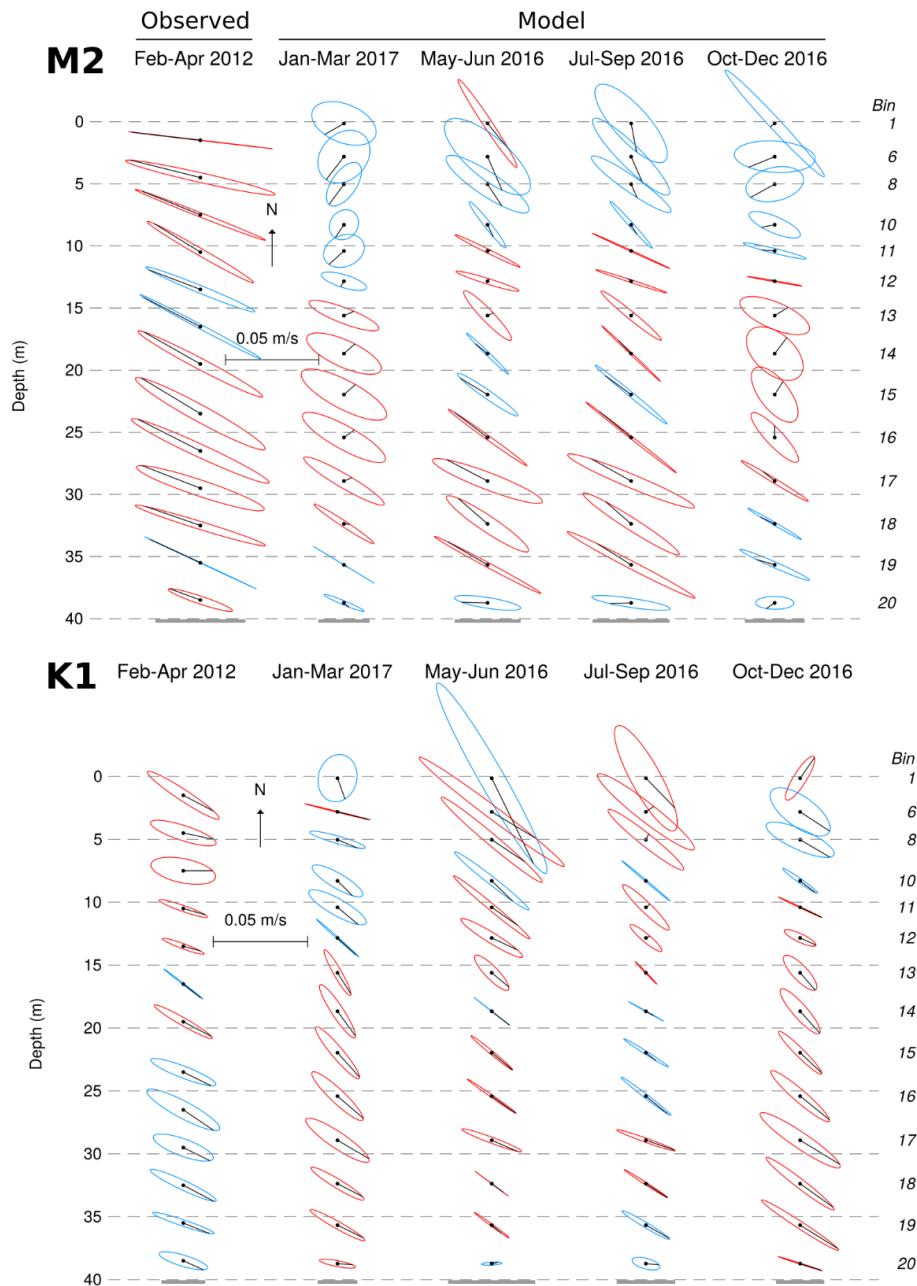 Observed Model
M2 Feb-Apr 2012 Jan-Mar 2017 May-Jun 2016 Jul-Sep 2016 Oct-Dec 2016
Bin
0 1
6
5 8
N
10
10 11
12
15 13
0.05 m/s
14
20 15
25 16
17
30
18
35 19
20
40
Depth (m)
K1 Feb-Apr 2012 Jan-Mar 2017 May-Jun 2016 Jul-Sep 2016 Oct-Dec 2016
Bin
0 1
N
6
5 8
10
10 11
0.05 m/s
12
15 13
14
20 15
25 16
17
30
18
35 19
20
40
Depth (m)